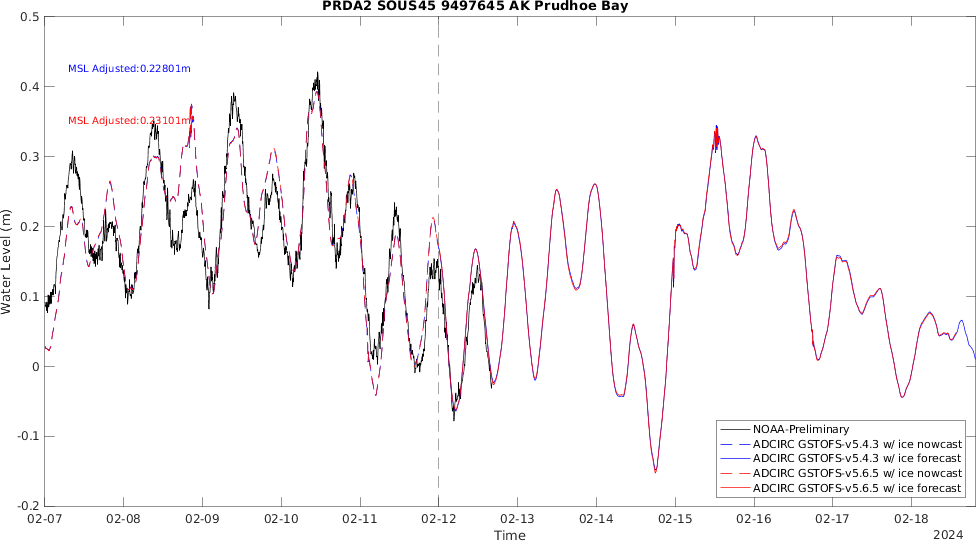 PRDA2 SOUS45 9497645 AK Prudhoe Bay
0.5
MSL Adjusted:0.22801m
0.4
MSL Adjusted:0.23101m
0.3
Water Level (m)
0.2
0.1
0
-0.1
-0.2
NOAA-Preliminary
ADCIRC GSTOFS-v5.4.3 w/ ice nowcast
ADCIRC GSTOFS-v5.4.3 w/ ice forecast
ADCIRC GSTOFS-v5.6.5 w/ ice nowcast
ADCIRC GSTOFS-v5.6.5 w/ ice forecast
02-07 02-08 02-09 02-10 02-11 02-12 02-13 02-14 02-15 02-16 02-17 02-18
Time
2024